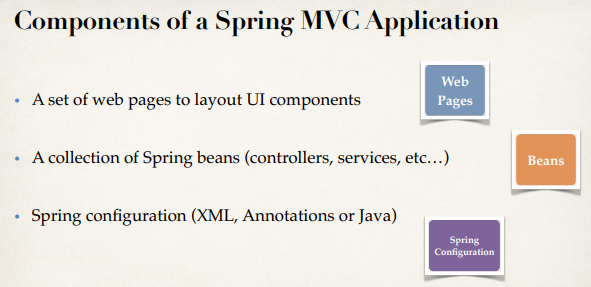 Components of a Spring MVC Application
• A set of web pages to layout UI components
Web
Pages
• A collection of Spring beans (controllers, services, etc…)
Beans
• Spring configuration (XML, Annotations or Java)
Spring
Configuration